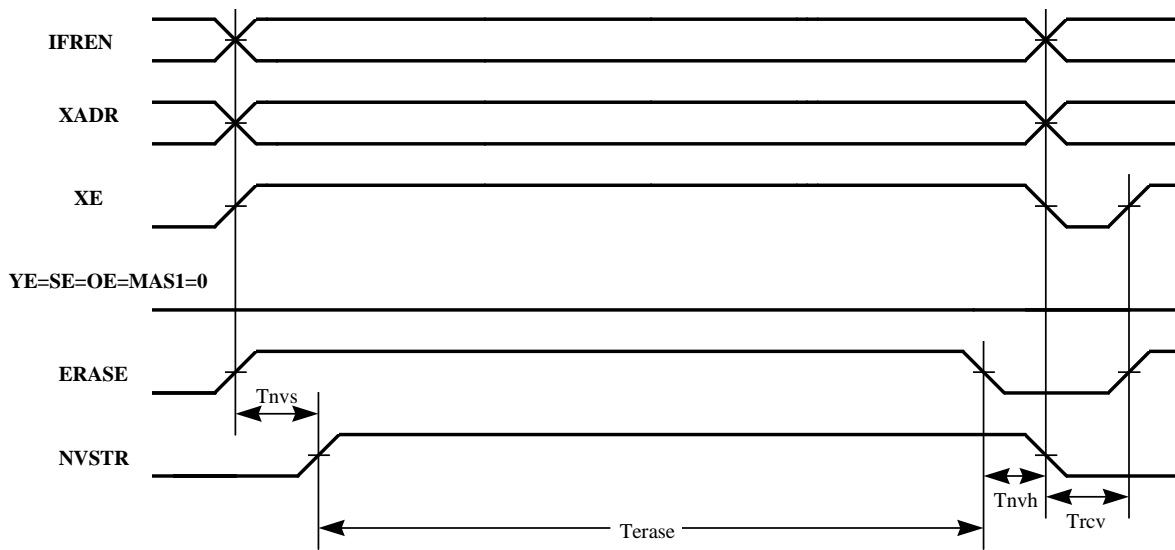 IFREN
XADR
XE
YE=SE=OE=MAS1=0
ERASE
Tnvs
NVSTR
Tnvh
Trcv
Terase